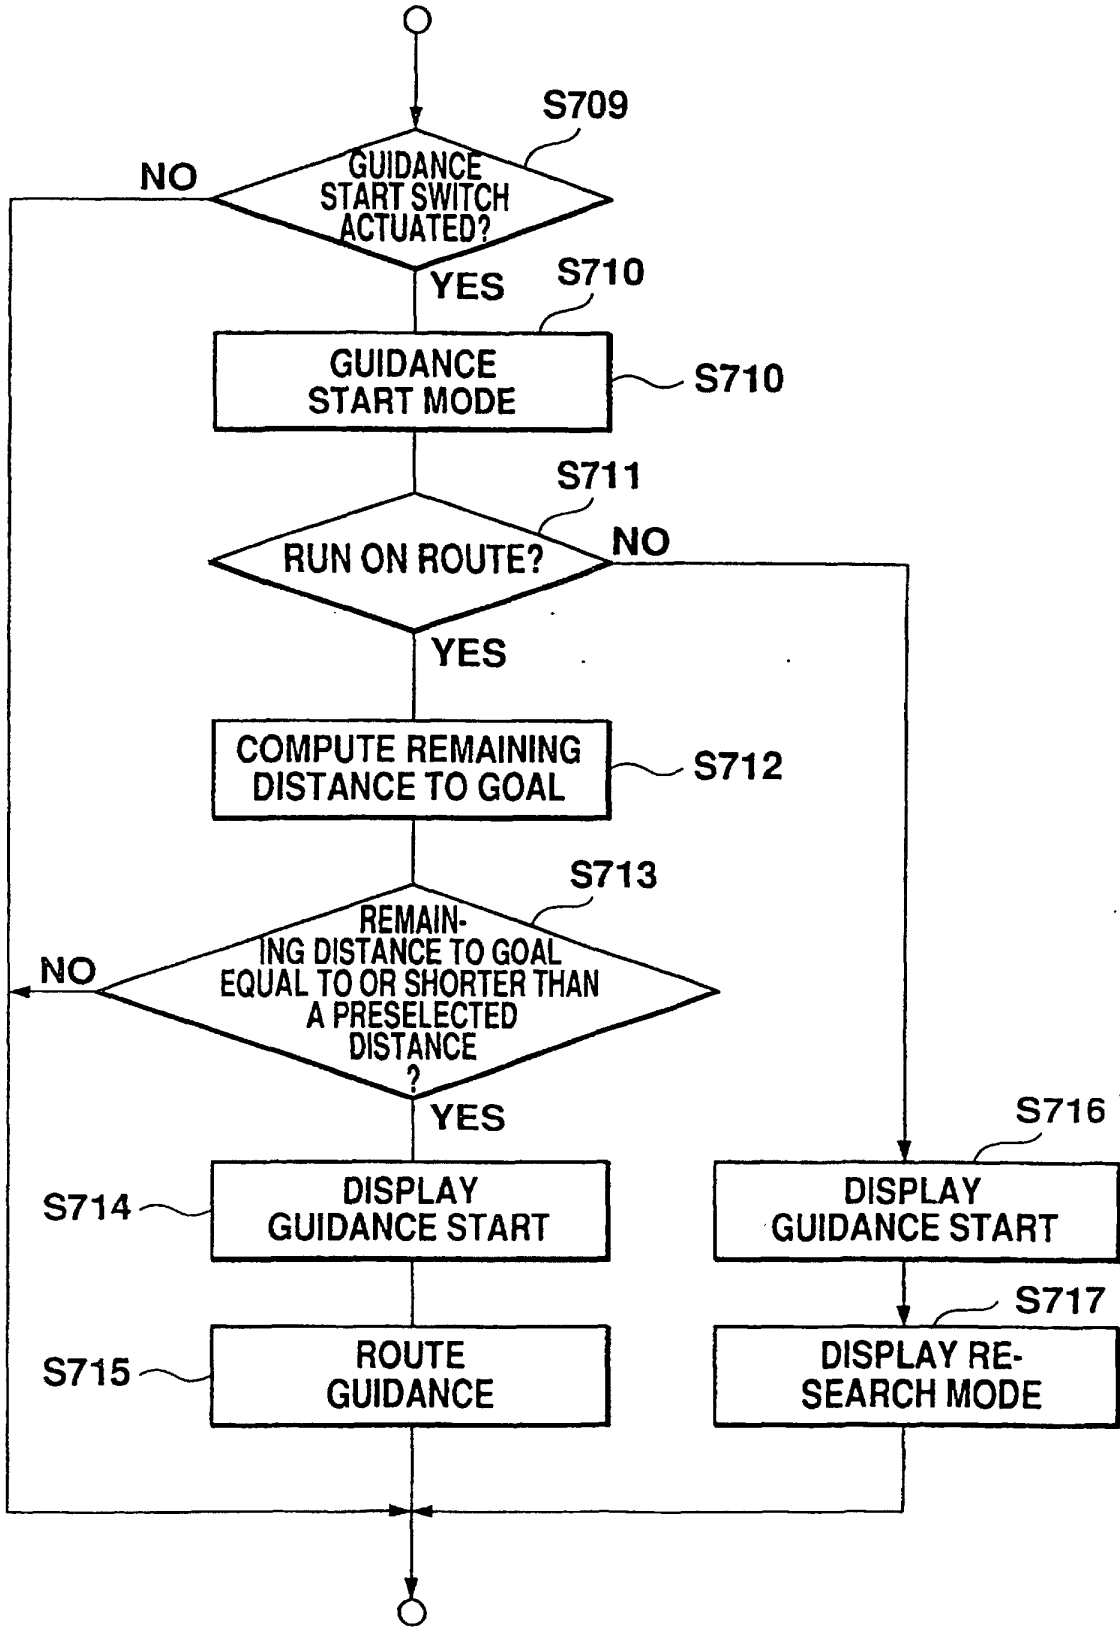 S709
NO
GUIDANCE
START SWITCH
ACTUATED?
YES
S710
GUIDANCE
START MODE
S710
S711
RUN ON ROUTE?
NO
YES
COMPUTE REMAINING
DISTANCE TO GOAL
S712
S713
REMAIN-
ING DISTANCE TO GOAL
EQUAL TO OR SHORTER THAN
A PRESELECTED
DISTANCE
?
NO
YES
S714
DISPLAY
GUIDANCE START
S716
DISPLAY
GUIDANCE START
S715
ROUTE
GUIDANCE
S717
DISPLAY RE-
SEARCH MODE